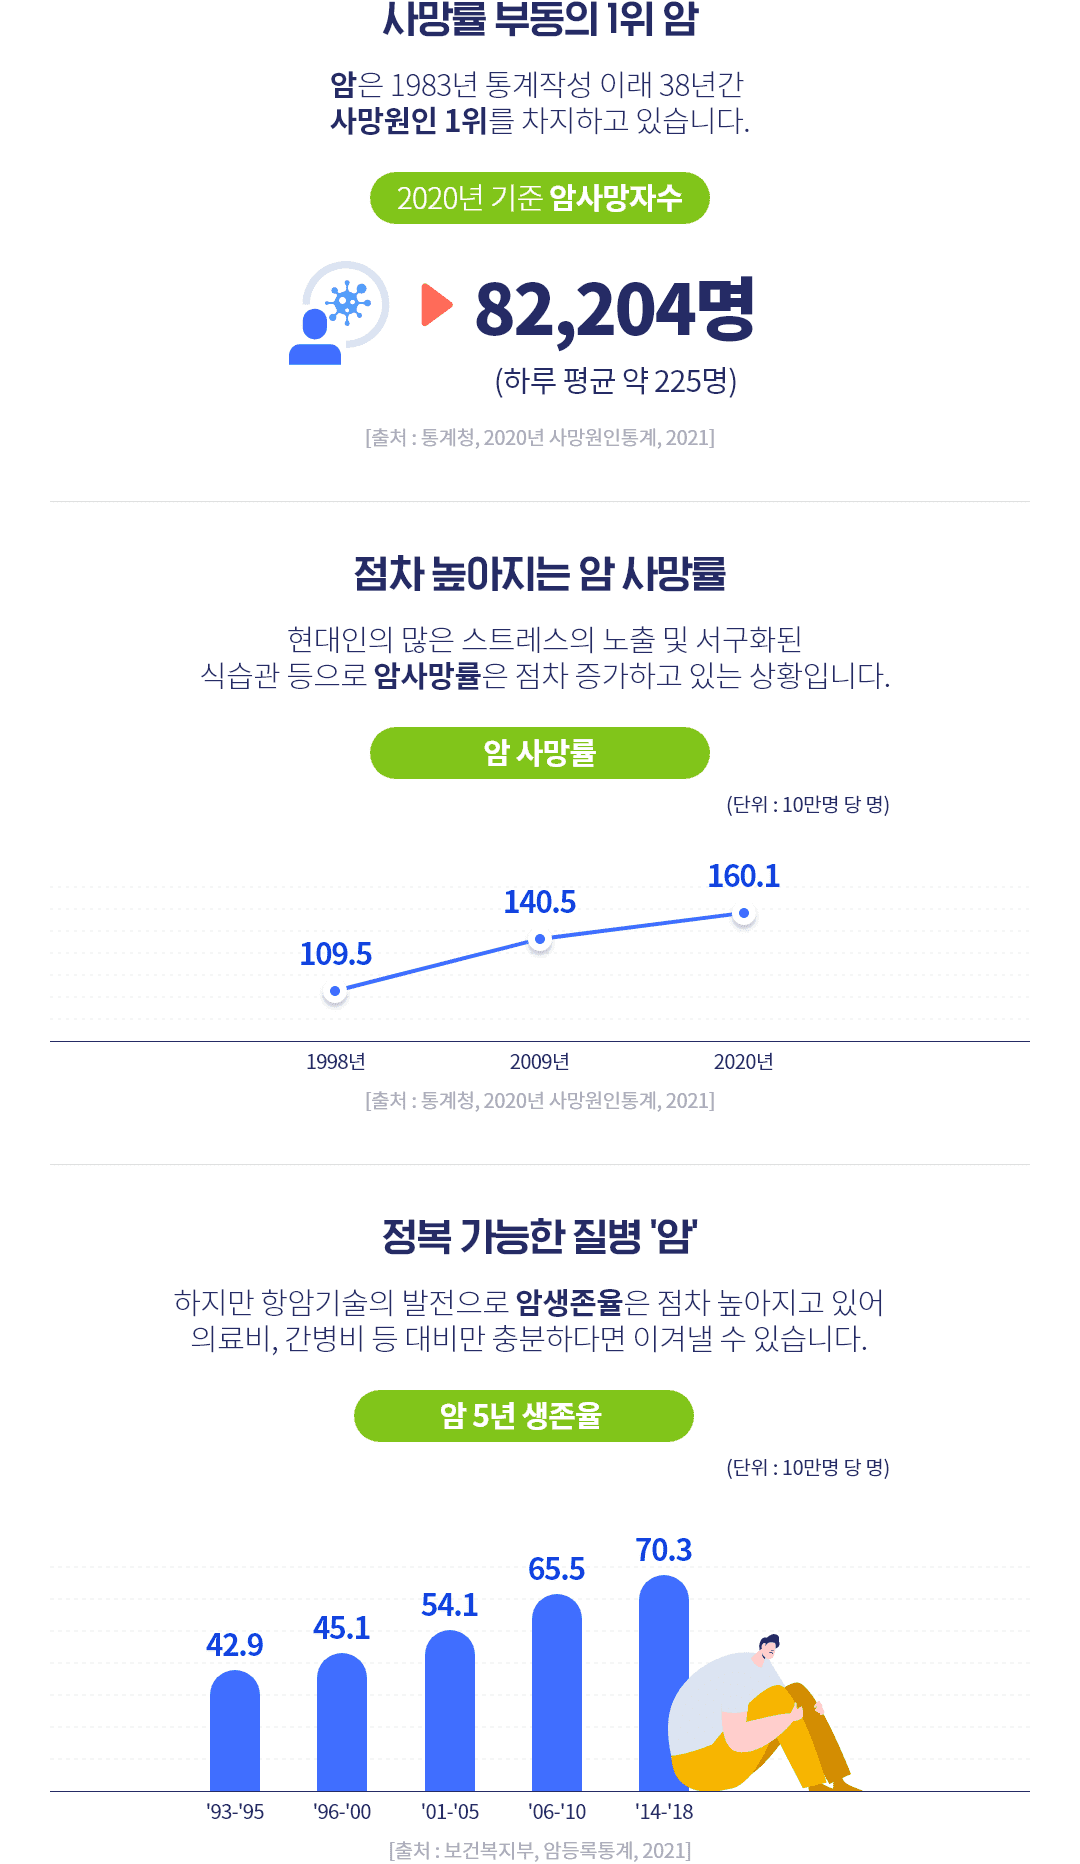 사망률 부동의 1위 암
암은 1983년 통계작성 이래 38년간
사망원인 1위를 차지하고 있습니다.
2020년 기준 암사망자수
82,204명
(하루 평균 약 225명)
[출처 : 통계청, 2020년 사망원인통계, 2021]
점차 높아지는 암 사망률
현대인의 많은 스트레스의 노출 및 서구화된
식습관 등으로 암사망률은 점차 증가하고 있는 상황입니다.
암 사망률
(단위 : 10만명 당 명)
109.5
140.5
160.1
1998년
2009년
2020년
[출처 : 통계청, 2020년 사망원인통계, 2021]
정복 가능한 질병 '암'
하지만 항암기술의 발전으로 암생존율은 점차 높아지고 있어
의료비, 간병비 등 대비만 충분하다면 이겨낼 수 있습니다.
암 5년 생존율
(단위 : 10만명 당 명)
42.9
45.1
54.1
65.5
70.3
'93-'95
'96-'00
'01-'05
'06-'10
'14-'18
[출처 : 보건복지부, 암등록통계, 2021]